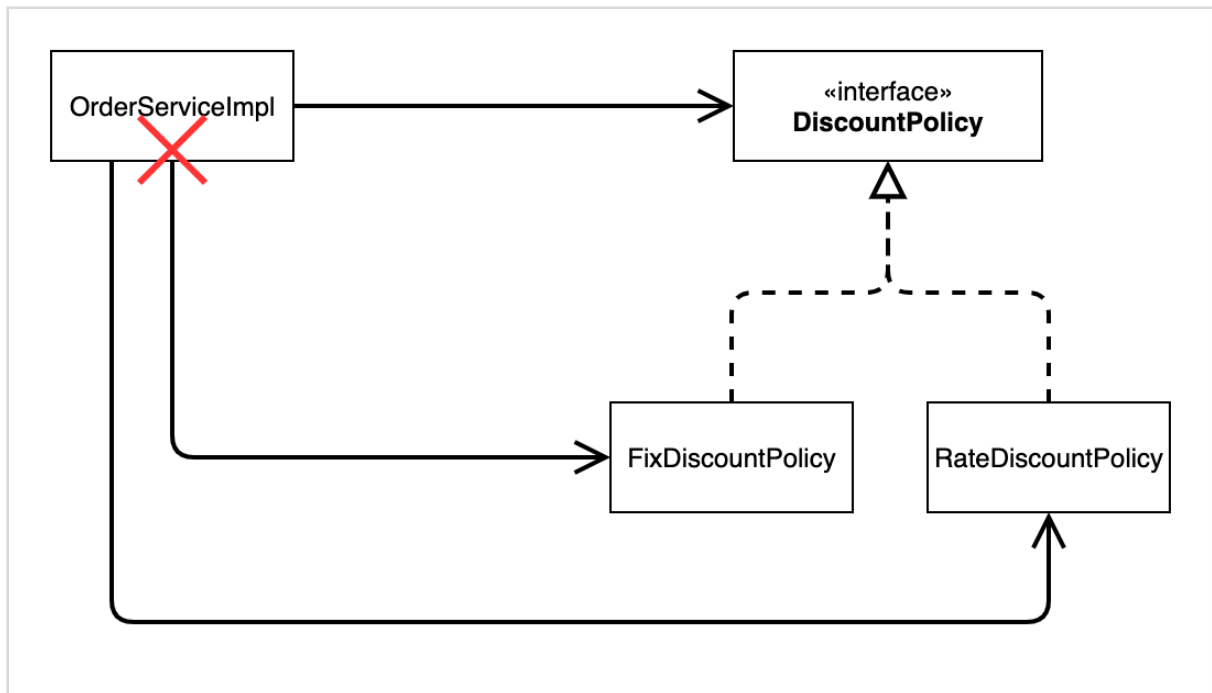 OrderServiceImpl
«interface»
DiscountPolicy
FixDiscountPolicy
RateDiscountPolicy